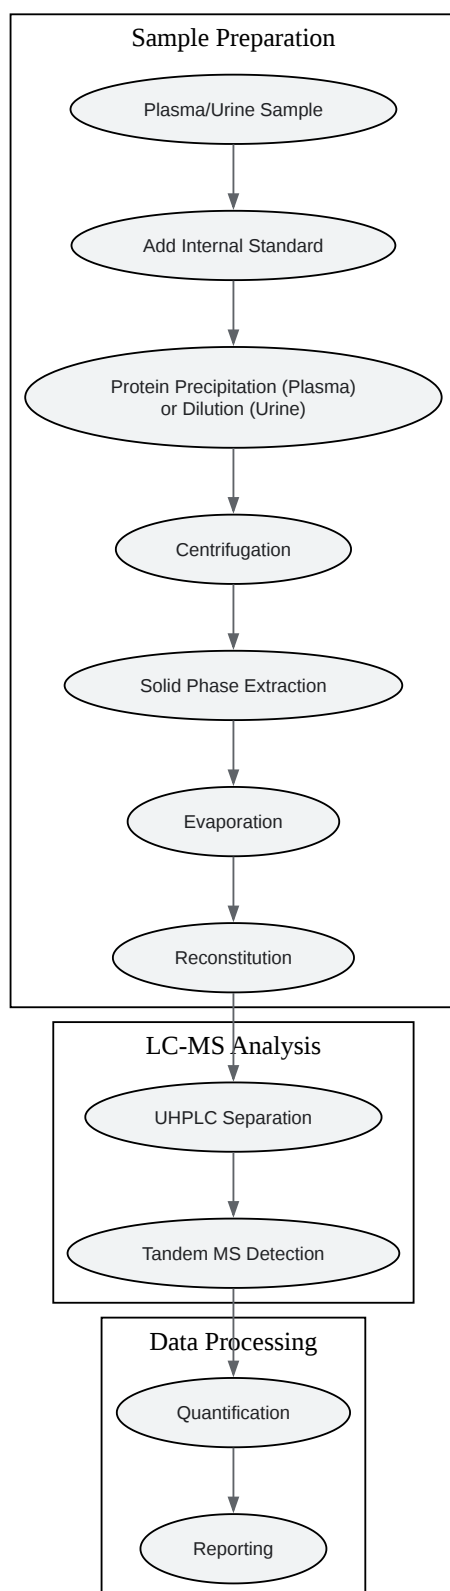 Sample Preparation
Plasma/Urine Sample
Add Internal Standard
Protein Precipitation (Plasma)
or Dilution (Urine)
Centrifugation
Solid Phase Extraction
Evaporation
Reconstitution
LC-MS Analysis
UHPLC Separation
Tandem MS Detection
Data Processing
Quantification
Reporting